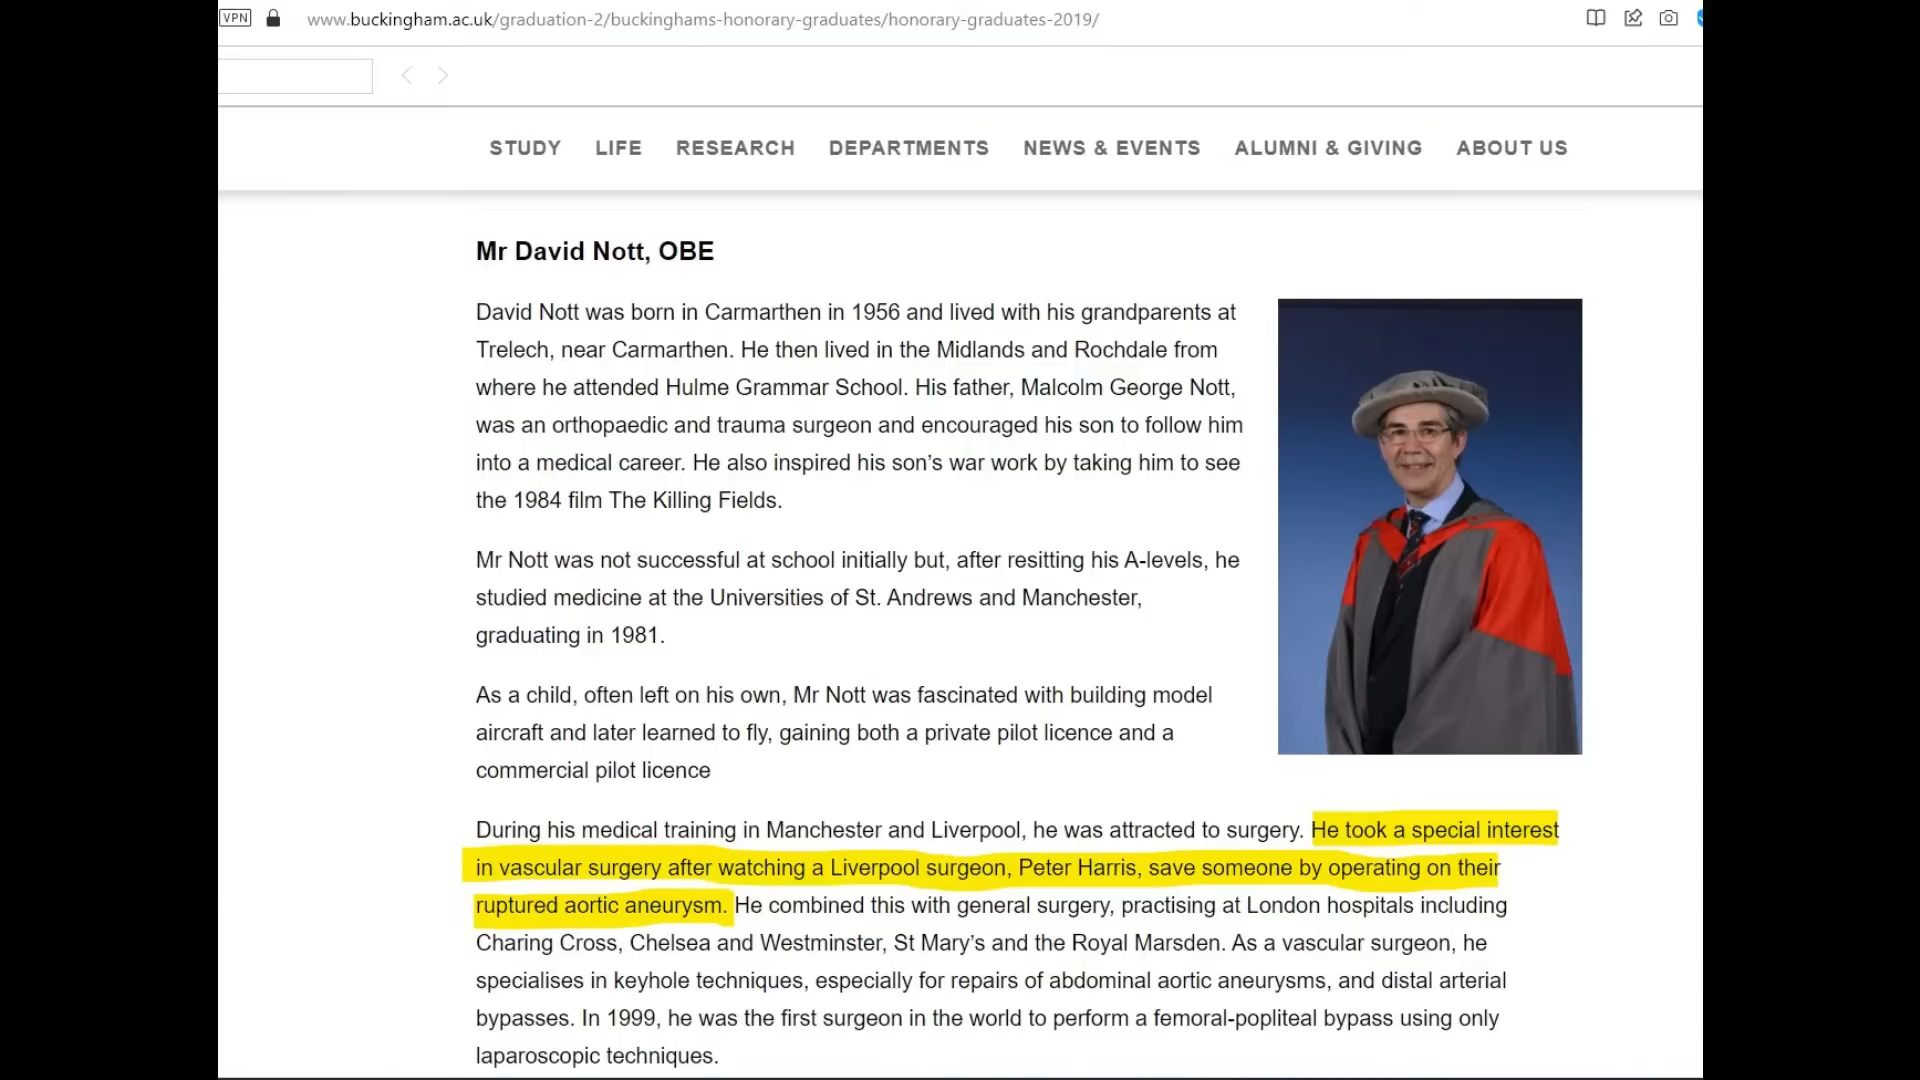 VPN
www.buckingham.ac.uk/graduation-2/buckinghams-honorary-graduates/honorary-graduates-2019/
STUDY LIFE RESEARCH DEPARTMENTS NEWS & EVENTS ALUMNI & GIVING ABOUT US
Mr David Nott, OBE
David Nott was born in Carmarthen in 1956 and lived with his grandparents at
Trelech, near Carmarthen. He then lived in the Midlands and Rochdale from
where he attended Hulme Grammar School. His father, Malcolm George Nott,
was an orthopaedic and trauma surgeon and encouraged his son to follow him
into a medical career. He also inspired his son’s war work by taking him to see
the 1984 film The Killing Fields.
Mr Nott was not successful at school initially but, after resitting his A-levels, he
studied medicine at the Universities of St. Andrews and Manchester,
graduating in 1981.
As a child, often left on his own, Mr Nott was fascinated with building model
aircraft and later learned to fly, gaining both a private pilot licence and a
commercial pilot licence
During his medical training in Manchester and Liverpool, he was attracted to surgery. He took a special interest
in vascular surgery after watching a Liverpool surgeon, Peter Harris, save someone by operating on their
ruptured aortic aneurysm. He combined this with general surgery, practising at London hospitals including
Charing Cross, Chelsea and Westminster, St Mary’s and the Royal Marsden. As a vascular surgeon, he
specialises in keyhole techniques, especially for repairs of abdominal aortic aneurysms, and distal arterial
bypasses. In 1999, he was the first surgeon in the world to perform a femoral-popliteal bypass using only
laparoscopic techniques.